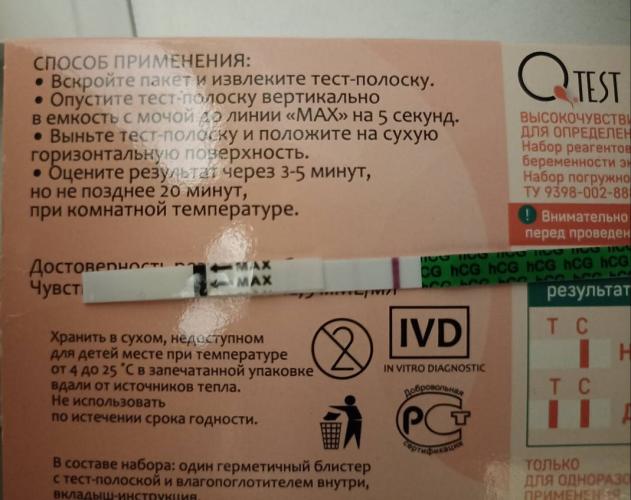 СПОСОБ ПРИМЕНЕНИЯ:
• Вскройте пакет и извлеките тест-полоску.
• Опустите тест-полоску вертикально
в емкость с мочой до линии «MAX» на 5 секунд.
• Выньте тест-полоску и положите на сухую
горизонтальную поверхность.
• Оцените результат через 3-5 минут,
но не позднее 20 минут,
при комнатной температуре.
QTEST
ВЫСОКОЧУВСТВИ
ДЛЯ ОПРЕДЕЛЕН
Набор реагентов
беременности эк
Набор погружно
ТУ 9398-002-88
! Внимательно
перед проведен
Достоверность
Чувст
MAX
MAX
hCG hCG hCG hCG
hCG hCG hCG hCG
результат
T C
Н
T C
Хранить в сухом, недоступном
для детей месте при температуре
от 4 до 25 °С в запечатанной упаковке
вдали от источников тепла.
Не использовать
по истечении срока годности.
2
IVD
IN VITRO DIAGNOSTIC
Добровольная
РСТ
сертификация
В составе набора: один герметичный блистер
с тест-полоской и влагопоглотителем внутри,
вкладыш-инструкция.
ТОЛЬКО
ДЛЯ ОДНОРАЗО
ПРИМЕНЕНИЯ